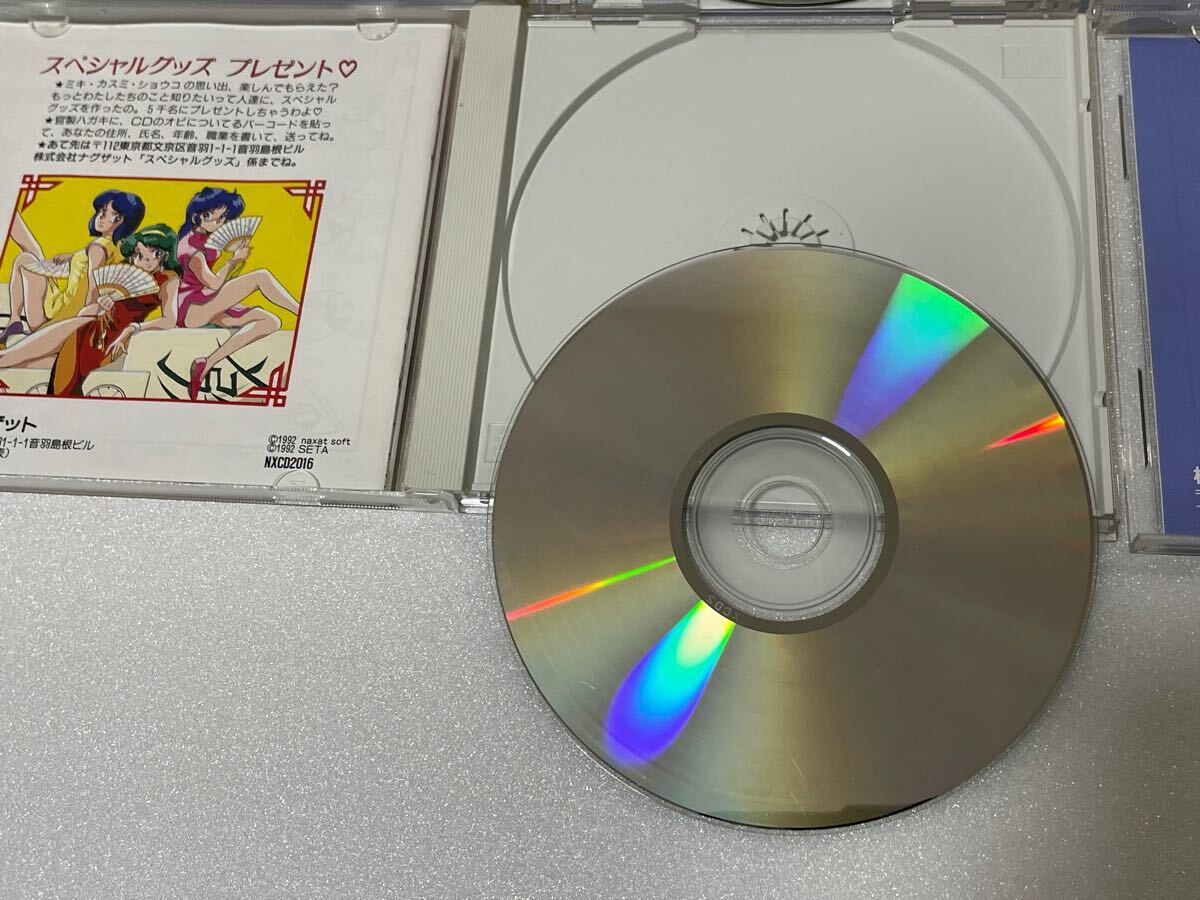 スペシャルグッズ プレゼント♡
★ミキ・カスミ・ショウコの思い出、楽しんでもらえた?
もっとわたしたちのこと知りたいって人達に、スペシャル
グッズを作ったの。5千名にプレゼントしちゃうわよ♡
★官製ハガキに、CDのオビについてるバーコードを貼っ
て、あなたの住所、氏名、年齢、職業を書いて、送ってね。
★あて先は〒112東京都文京区音羽1-1-1音羽島根ビル
株式会社ナグザット「スペシャルグッズ」係までね。
ザット
1-1-1音羽島根ビル
表)
©1992 naxat soft
©1992 SETA
NXCD2016